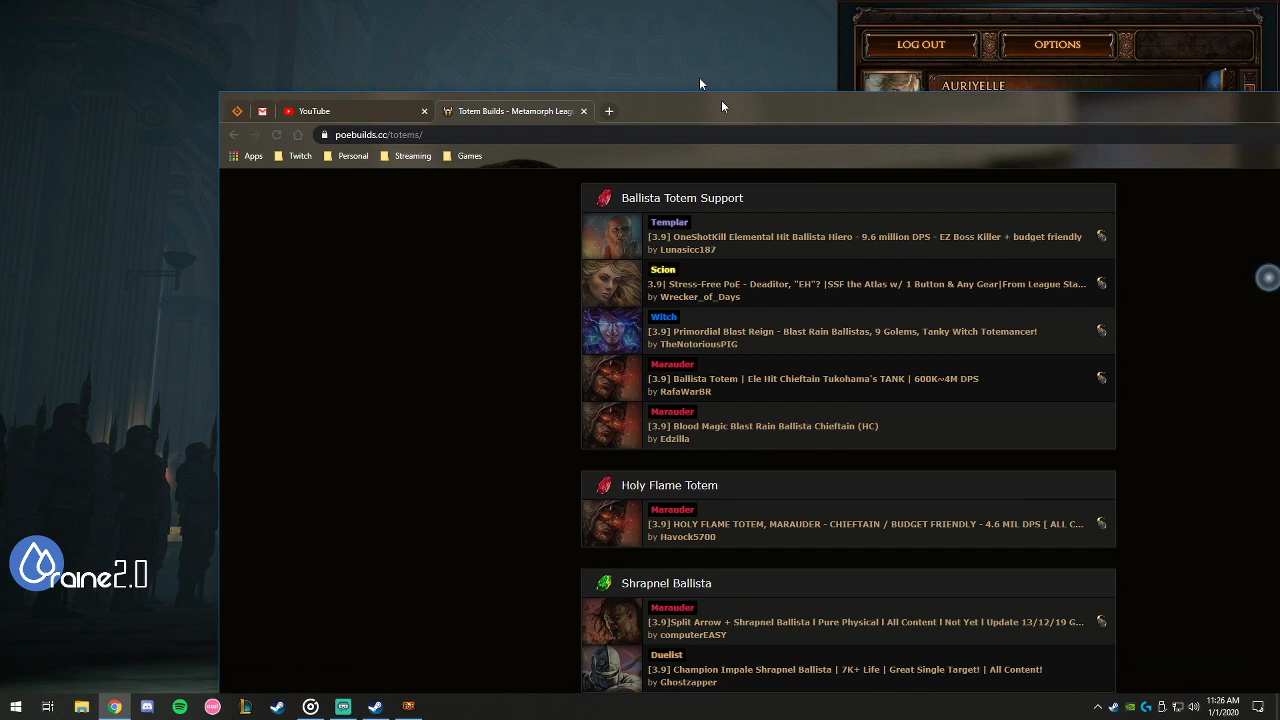 LOG OUT
OPTIONS
AURIYELLE
YouTube
Totem Builds - Metamorph Leag
poebuilds.cc/totems/
Apps
Twitch
Personal
Streaming
Games
Ballista Totem Support
Templar
[3.9] OneShotKill Elemental Hit Ballista Hiero - 9.6 million DPS - EZ Boss Killer + budget friendly
by Lunasicc187
Scion
3.9| Stress-Free PoE - Deaditor, "EH"? |SSF the Atlas w/ 1 Button & Any Gear|From League Sta...
by Wrecker_of_Days
Witch
[3.9] Primordial Blast Reign - Blast Rain Ballistas, 9 Golems, Tanky Witch Totemancer!
by TheNotoriousPIG
Marauder
[3.9] Ballista Totem | Ele Hit Chieftain Tukohama's TANK | 600K~4M DPS
by RafaWarBR
Marauder
[3.9] Blood Magic Blast Rain Ballista Chieftain (HC)
by Edzilla
Holy Flame Totem
Marauder
[3.9] HOLY FLAME TOTEM, MARAUDER - CHIEFTAIN / BUDGET FRIENDLY - 4.6 MIL DPS [ ALL C...
by Havock5700
Shrapnel Ballista
Marauder
[3.9]Split Arrow + Shrapnel Ballista l Pure Physical l All Content l Not Yet l Update 13/12/19 G...
by computerEASY
Duelist
[3.9] Champion Impale Shrapnel Ballista | 7K+ Life | Great Single Target! | All Content!
by Ghostzapper
raine2.0
11:26 AM
1/1/2020